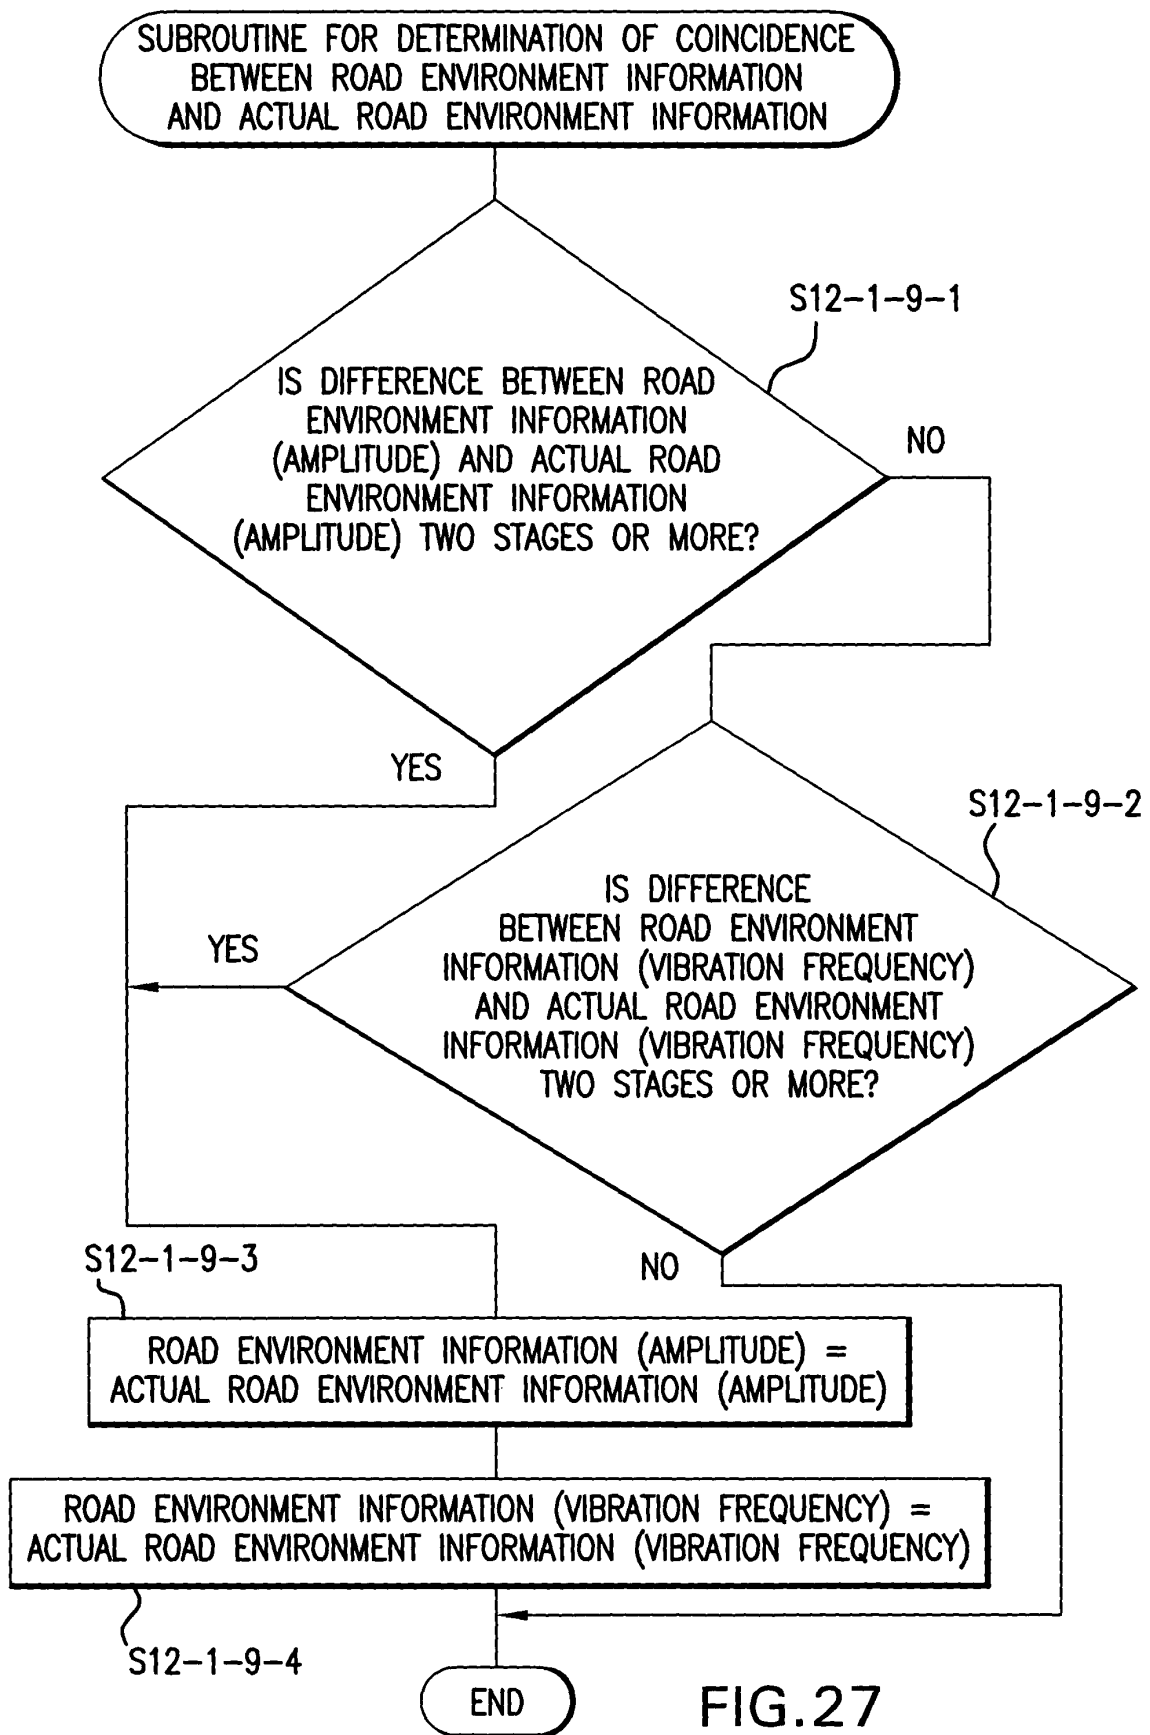 SUBROUTINE FOR DETERMINATION OF COINCIDENCE
BETWEEN ROAD ENVIRONMENT INFORMATION
AND ACTUAL ROAD ENVIRONMENT INFORMATION
S12-1-9-1
IS DIFFERENCE BETWEEN ROAD
ENVIRONMENT INFORMATION
(AMPLITUDE) AND ACTUAL ROAD
ENVIRONMENT INFORMATION
(AMPLITUDE) TWO STAGES OR MORE?
NO
YES
S12-1-9-2
IS DIFFERENCE
BETWEEN ROAD ENVIRONMENT
INFORMATION (VIBRATION FREQUENCY)
AND ACTUAL ROAD ENVIRONMENT
INFORMATION (VIBRATION FREQUENCY)
TWO STAGES OR MORE?
YES
NO
S12-1-9-3
ROAD ENVIRONMENT INFORMATION (AMPLITUDE) =
ACTUAL ROAD ENVIRONMENT INFORMATION (AMPLITUDE)
ROAD ENVIRONMENT INFORMATION (VIBRATION FREQUENCY) =
ACTUAL ROAD ENVIRONMENT INFORMATION (VIBRATION FREQUENCY)
S12-1-9-4
END
FIG.27